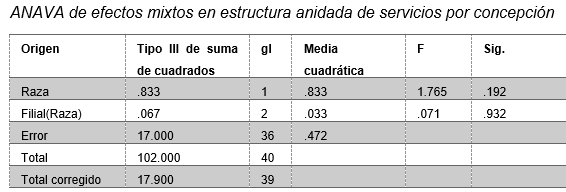 ANAVA de efectos mixtos en estructura anidada de servicios por concepción
Origen Tipo III de suma de cuadrados gl Media cuadrática F Sig.
Raza .833 1 .833 1.765 .192
Filial(Raza) .067 2 .033 .071 .932
Error 17.000 36 .472
Total 102.000 40
Total corregido 17.900 39